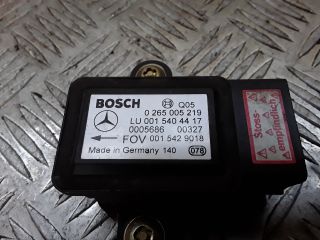 BOSCH Q05
0 265 005 219
LU 001 540 44 17
0005686 00327
FOV 001 542 9018
Made in Germany 140 078
Stoss-
empfindlich